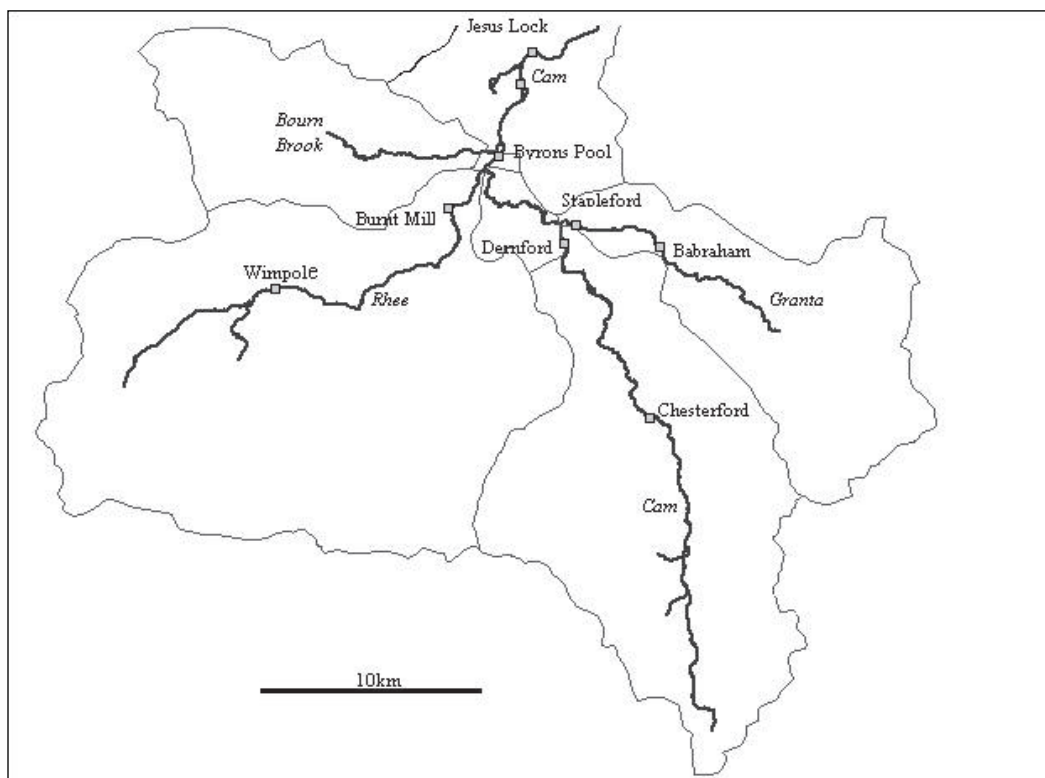 Jesus Lock
Cam
Bourn
Brook
Byrons Pool
Stapleford
Burnt Mill
Dernford
Babraham
Wimpole
Rhee
Granta
Chesterford
Cam
10km